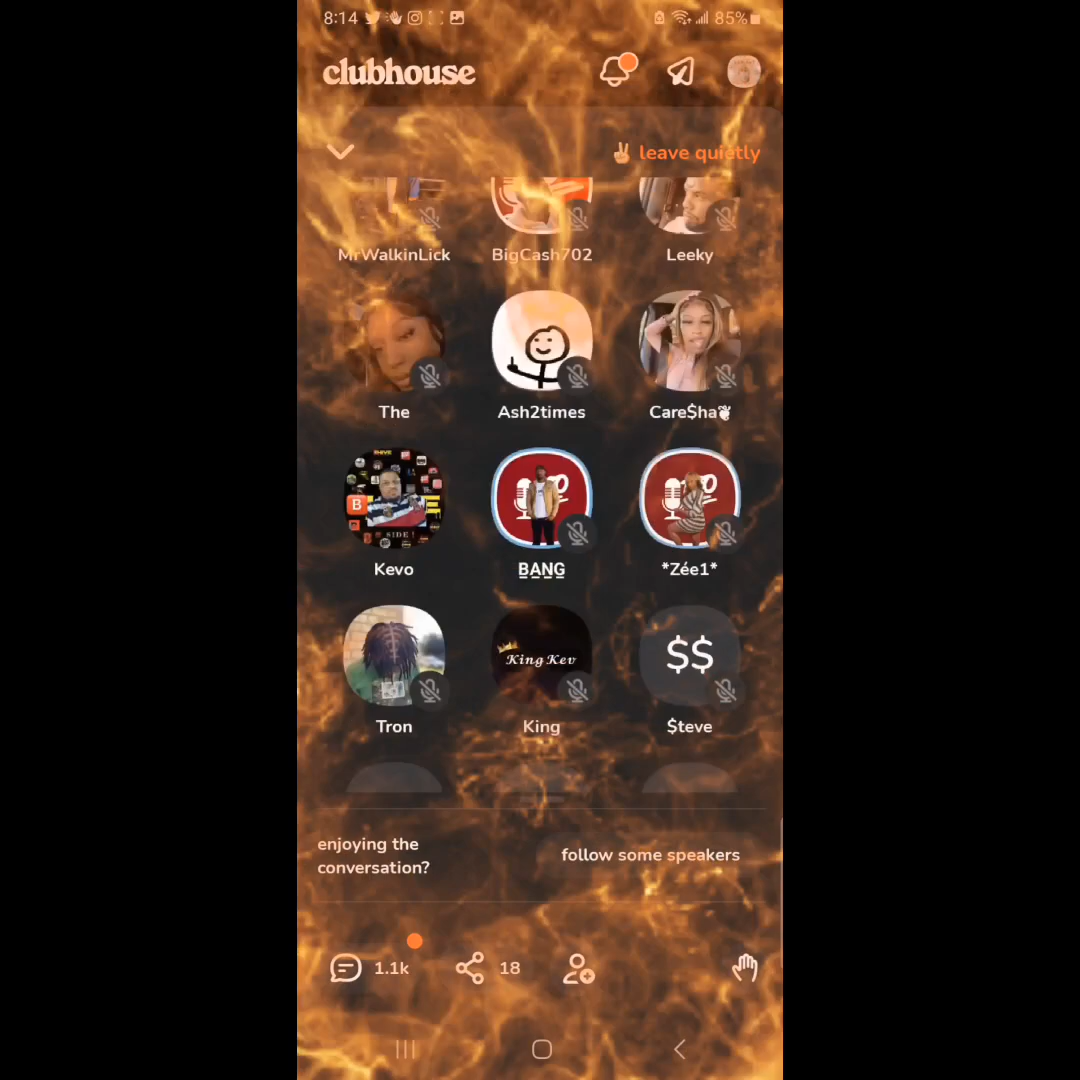 8:14
85%
clubhouse
✌🏼 leave quietly
MrWalkinLick
BigCash702
Leeky
The
Ash2times
Care$ha❦
B
SIDE !
Kevo
BANG
*Zée1*
King Kev
$$
Tron
King
$teve
enjoying the
conversation?
follow some speakers
1.1k
18